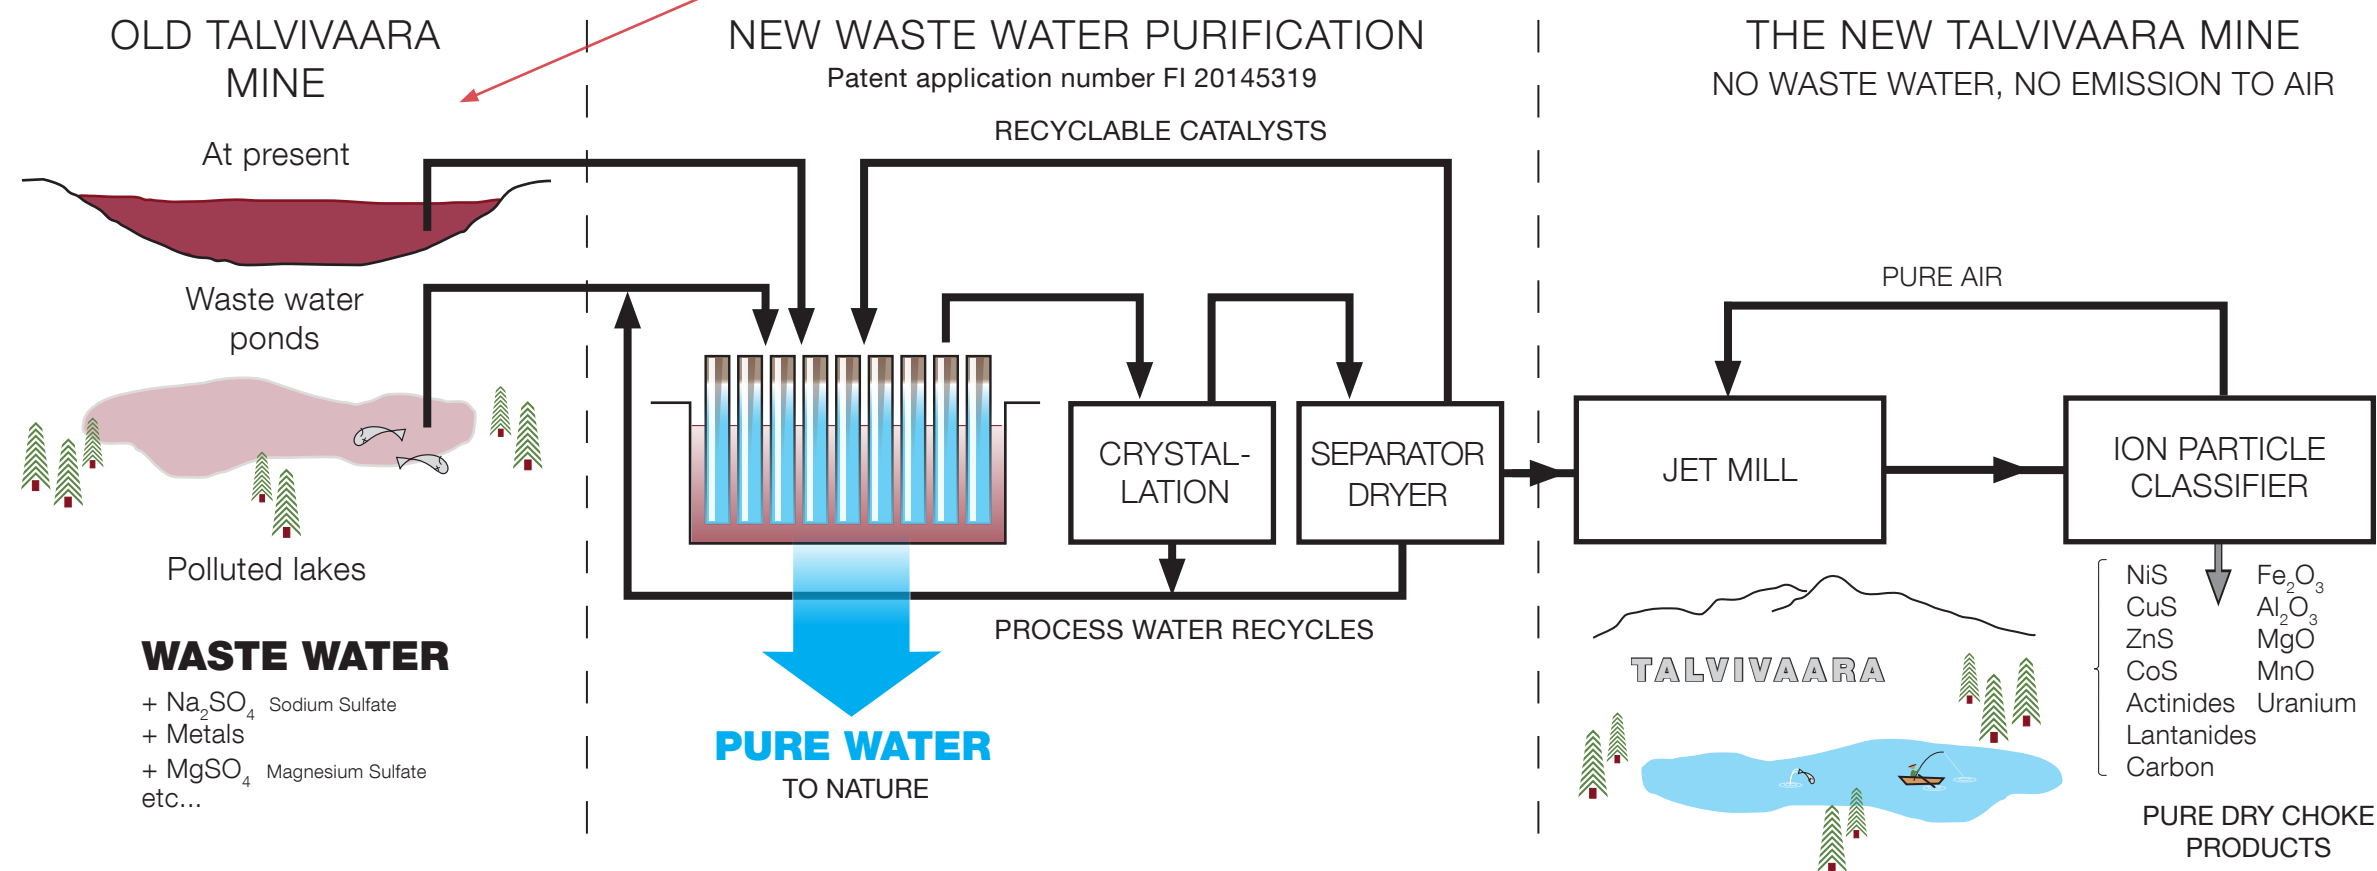 OLD TALVIVAARA
MINE
At present
Waste water
ponds
Polluted lakes
WASTE WATER
+ Na₂SO₄ Sodium Sulfate
+ Metals
+ MgSO₄ Magnesium Sulfate
etc...
NEW WASTE WATER PURIFICATION
Patent application number FI 20145319
RECYCLABLE CATALYSTS
CRYSTAL-
LATION
SEPARATOR
DRYER
PROCESS WATER RECYCLES
PURE WATER
TO NATURE
THE NEW TALVIVAARA MINE
NO WASTE WATER, NO EMISSION TO AIR
PURE AIR
JET MILL
ION PARTICLE
CLASSIFIER
TALVIVAARA
NiS Fe₂O₃
CuS Al₂O₃
ZnS MgO
CoS MnO
Actinides Uranium
Lantanides
Carbon
PURE DRY CHOKE
PRODUCTS